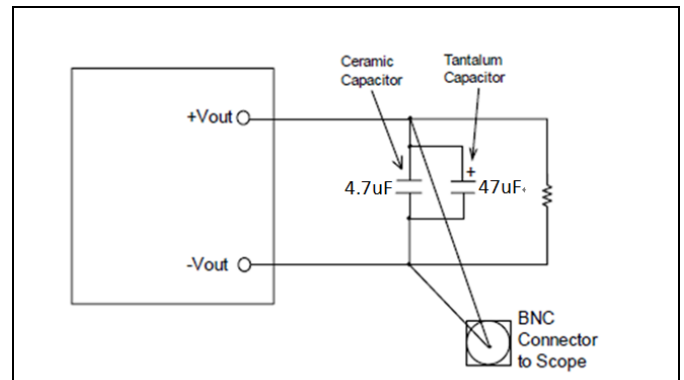 Ceramic
Capacitor
Tantalum
Capacitor
+Vout
4.7uF
+
47uF
-Vout
BNC
Connector
to Scope